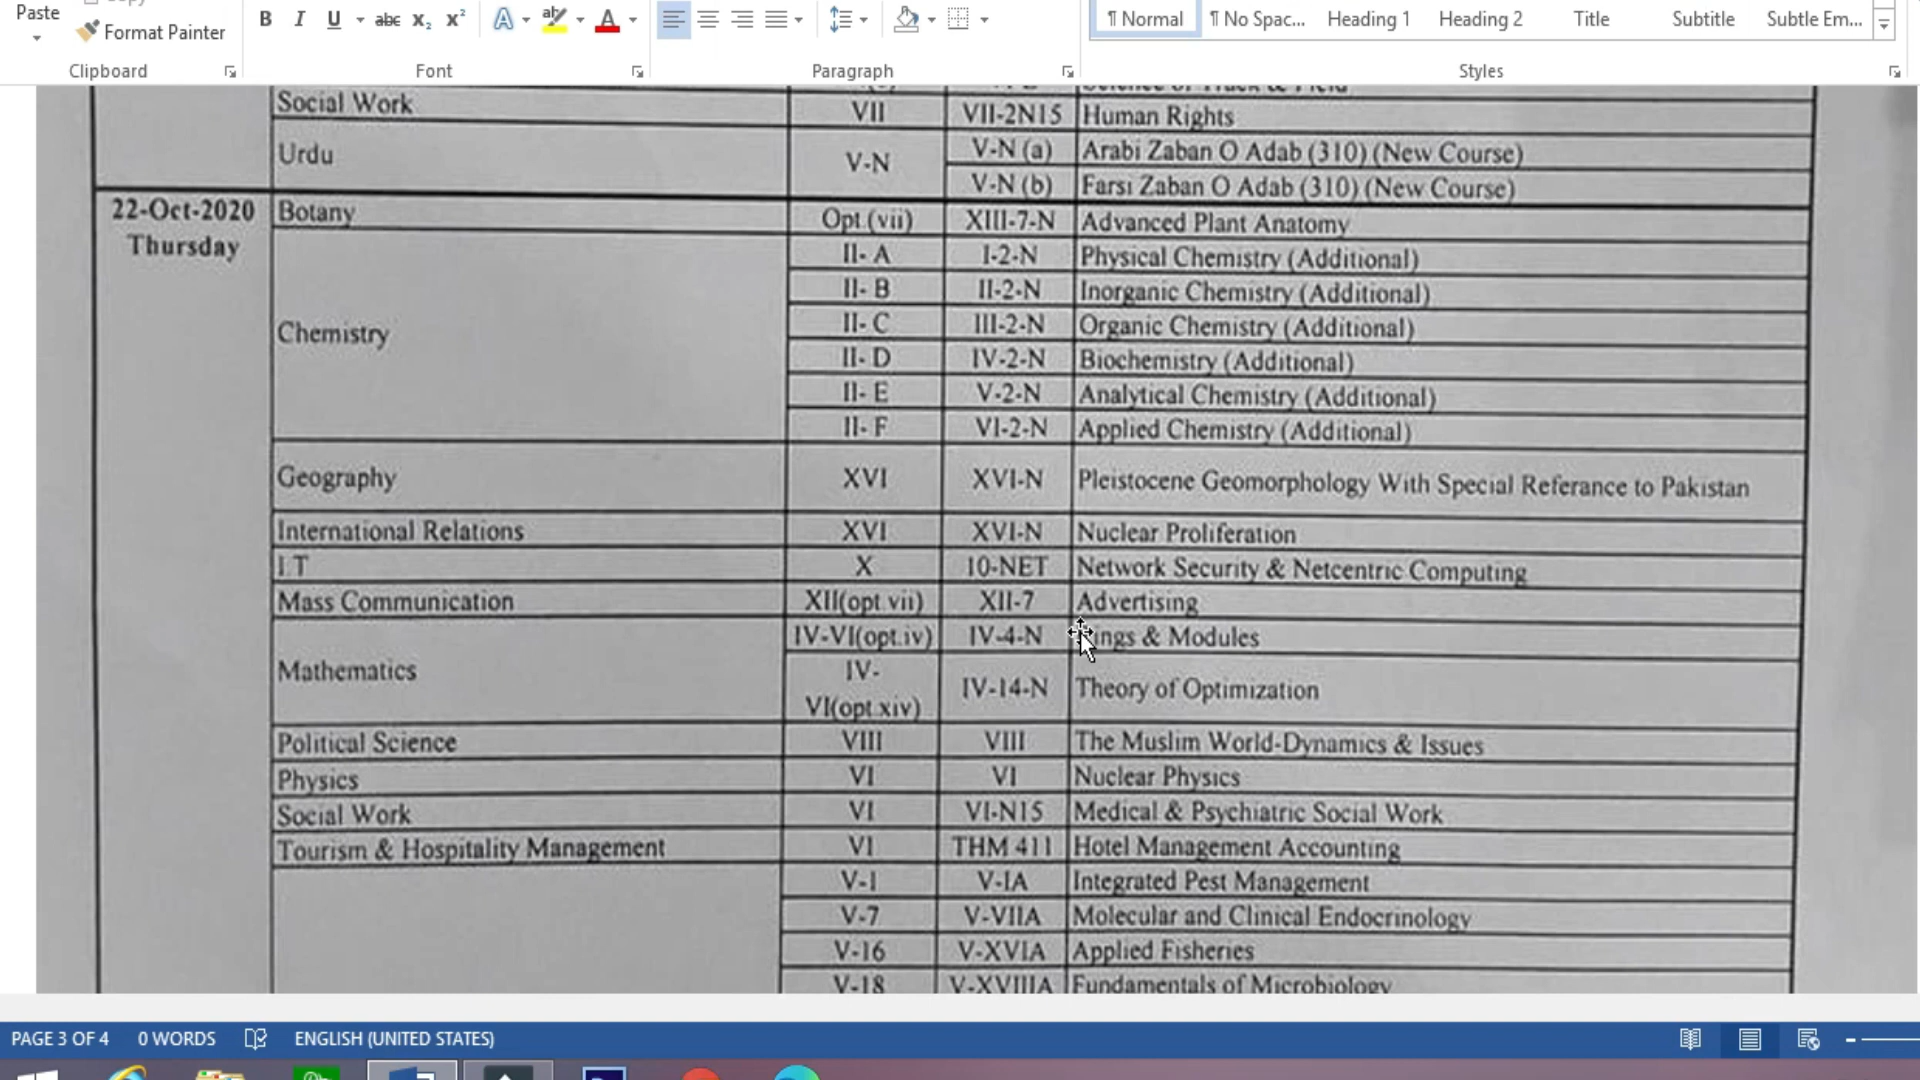 Paste
Format Painter
B I U abc x₂ x² A ab A
¶ Normal ¶ No Spac... Heading 1 Heading 2 Title Subtitle Subtle Em...
Clipboard Font Paragraph Styles
Social Work VII VII-2N15 Human Rights
Urdu V-N V-N (a) Arabi Zaban O Adab (310) (New Course)
V-N (b) Farsi Zaban O Adab (310) (New Course)
22-Oct-2020 Botany Opt.(vii) XIII-7-N Advanced Plant Anatomy
Thursday
Chemistry II- A I-2-N Physical Chemistry (Additional)
II- B II-2-N Inorganic Chemistry (Additional)
II- C III-2-N Organic Chemistry (Additional)
II- D IV-2-N Biochemistry (Additional)
II- E V-2-N Analytical Chemistry (Additional)
II- F VI-2-N Applied Chemistry (Additional)
Geography XVI XVI-N Pleistocene Geomorphology With Special Referance to Pakistan
International Relations XVI XVI-N Nuclear Proliferation
I.T X 10-NET Network Security & Netcentric Computing
Mass Communication XII(opt.vii) XII-7 Advertising
Mathematics IV-VI(opt.iv) IV-4-N & Modules
IV-
VI(opt.xiv) IV-14-N Theory of Optimization
Political Science VIII VIII The Muslim World-Dynamics & Issues
Physics VI VI Nuclear Physics
Social Work VI VI-N15 Medical & Psychiatric Social Work
Tourism & Hospitality Management VI THM 411 Hotel Management Accounting
V-1 V-IA Integrated Pest Management
V-7 V-VIIA Molecular and Clinical Endocrinology
V-16 V-XVIA Applied Fisheries
V-18 V-XVIIIA Fundamentals of Microbiology
PAGE 3 OF 4 0 WORDS ENGLISH (UNITED STATES)